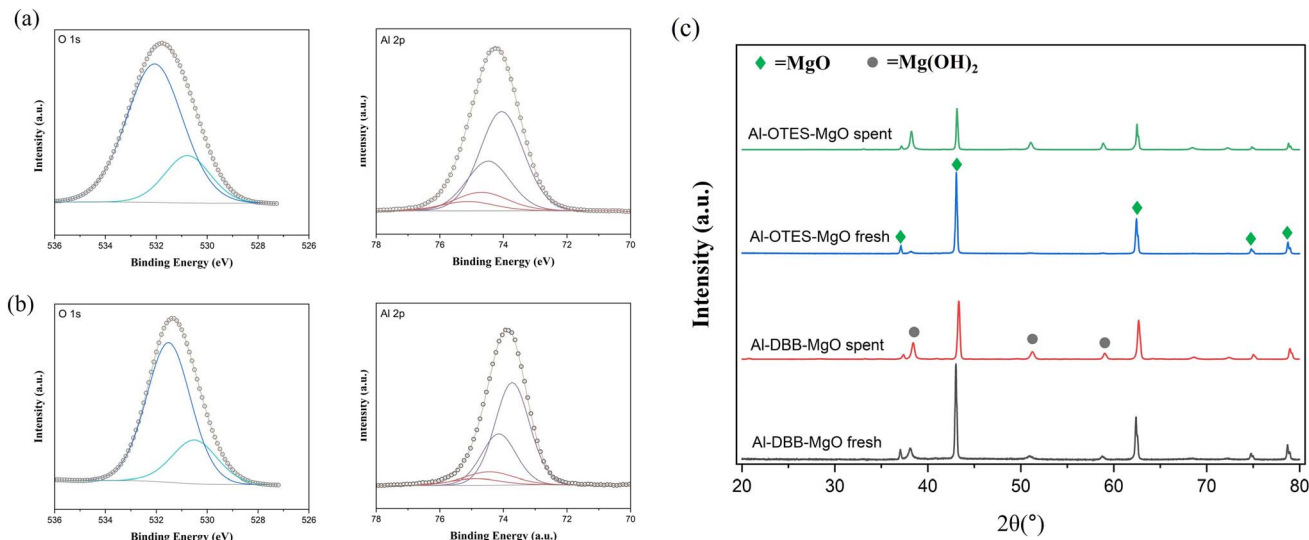 (a)
O 1s
Intensity (a.u.)
536 534 532 530 528 526
Binding Energy (eV)
Al 2p
Intensity (a.u.)
78 76 74 72 70
Binding Energy (eV)
(b)
O 1s
Intensity (a.u.)
536 534 532 530 528 526
Binding Energy (eV)
Al 2p
Intensity (a.u.)
78 76 74 72 70
Binding Energy (a.u.)
(c)
=MgO =Mg(OH)₂
Al-OTES-MgO spent
Al-OTES-MgO fresh
Al-DBB-MgO spent
Al-DBB-MgO fresh
Intensity (a.u.)
20 30 40 50 60 70 80
2θ(°)